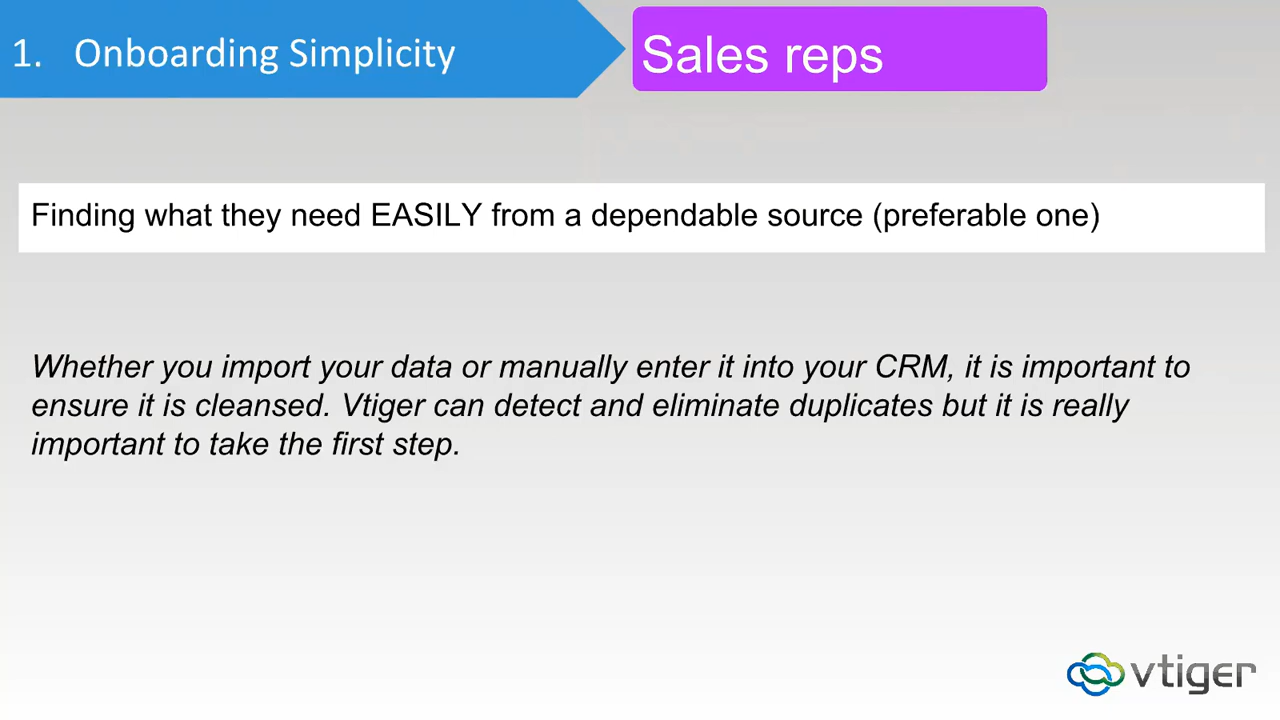 1. Onboarding Simplicity
Sales reps
Finding what they need EASILY from a dependable source (preferable one)
Whether you import your data or manually enter it into your CRM, it is important to
ensure it is cleansed. Vtiger can detect and eliminate duplicates but it is really
important to take the first step.
vtiger